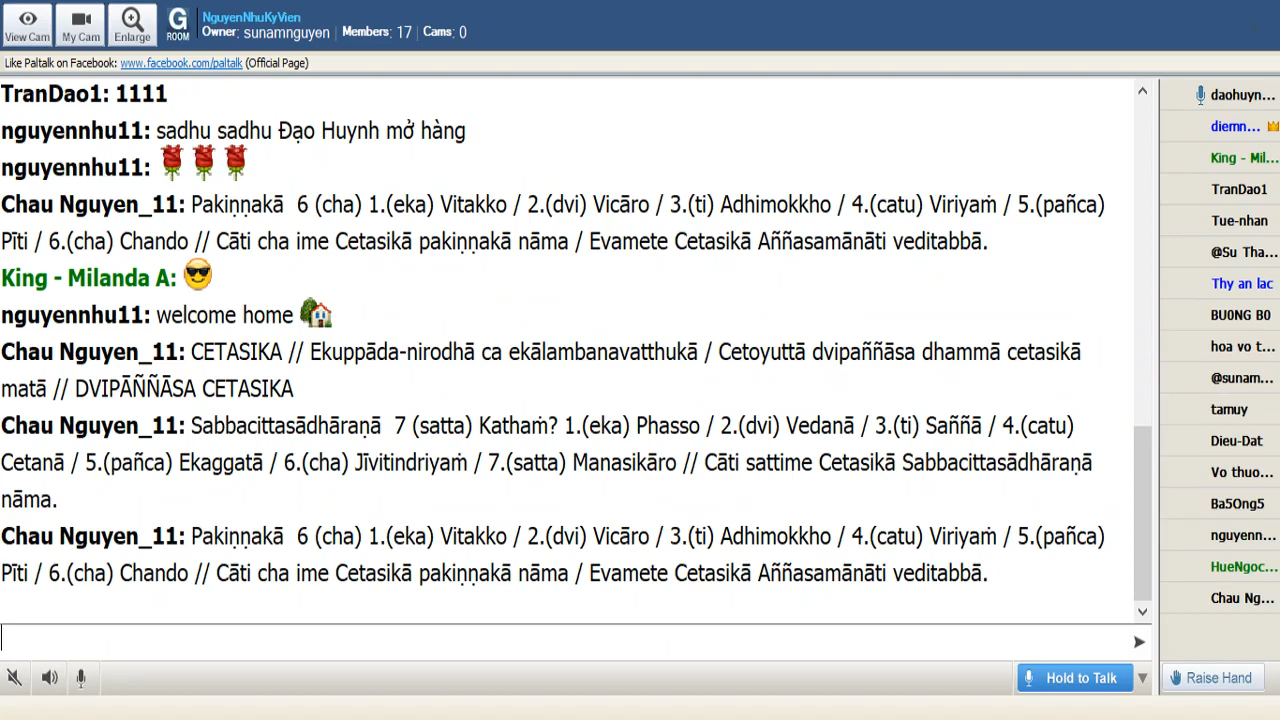 View Cam
My Cam
Enlarge
G
ROOM
NguyenNhuKyVien
Owner: sunamnguyen
Members: 17
Cams: 0
Like Paltalk on Facebook: www.facebook.com/paltalk (Official Page)
TranDao1: 1111
nguyennhu11: sadhu sadhu Đạo Huynh mở hàng
nguyennhu11:
Chau Nguyen_11: Pakiṇṇakā 6 (cha) 1.(eka) Vitakko / 2.(dvi) Vicāro / 3.(ti) Adhimokkho / 4.(catu) Viriyaṁ / 5.(pañca)
Pīti / 6.(cha) Chando // Cāti cha ime Cetasikā pakiṇṇakā nāma / Evamete Cetasikā Aññasamānāti veditabbā.
King - Milanda A:
nguyennhu11: welcome home
Chau Nguyen_11: CETASIKA // Ekuppāda-nirodhā ca ekālambanavatthukā / Cetoyuttā dvipaññāsa dhammā cetasikā
matā // DVIPĀÑÑĀSA CETASIKA
Chau Nguyen_11: Sabbacittasādhāraṇā 7 (satta) Kathaṁ? 1.(eka) Phasso / 2.(dvi) Vedanā / 3.(ti) Saññā / 4.(catu)
Cetanā / 5.(pañca) Ekaggatā / 6.(cha) Jīvitindriyaṁ / 7.(satta) Manasikāro // Cāti sattime Cetasikā Sabbacittasādhāraṇā
nāma.
Chau Nguyen_11: Pakiṇṇakā 6 (cha) 1.(eka) Vitakko / 2.(dvi) Vicāro / 3.(ti) Adhimokkho / 4.(catu) Viriyaṁ / 5.(pañca)
Pīti / 6.(cha) Chando // Cāti cha ime Cetasikā pakiṇṇakā nāma / Evamete Cetasikā Aññasamānāti veditabbā.
daohuyn...
diemn...
King - Mil...
TranDao1
Tue-nhan
@Su Tha...
Thy an lac
BU0NG B0
hoa vo t...
@sunam...
tamuy
Dieu-Dat
Vo thuo...
Ba5Ong5
nguyenn...
HueNgoc...
Chau Ng...
Hold to Talk
Raise Hand